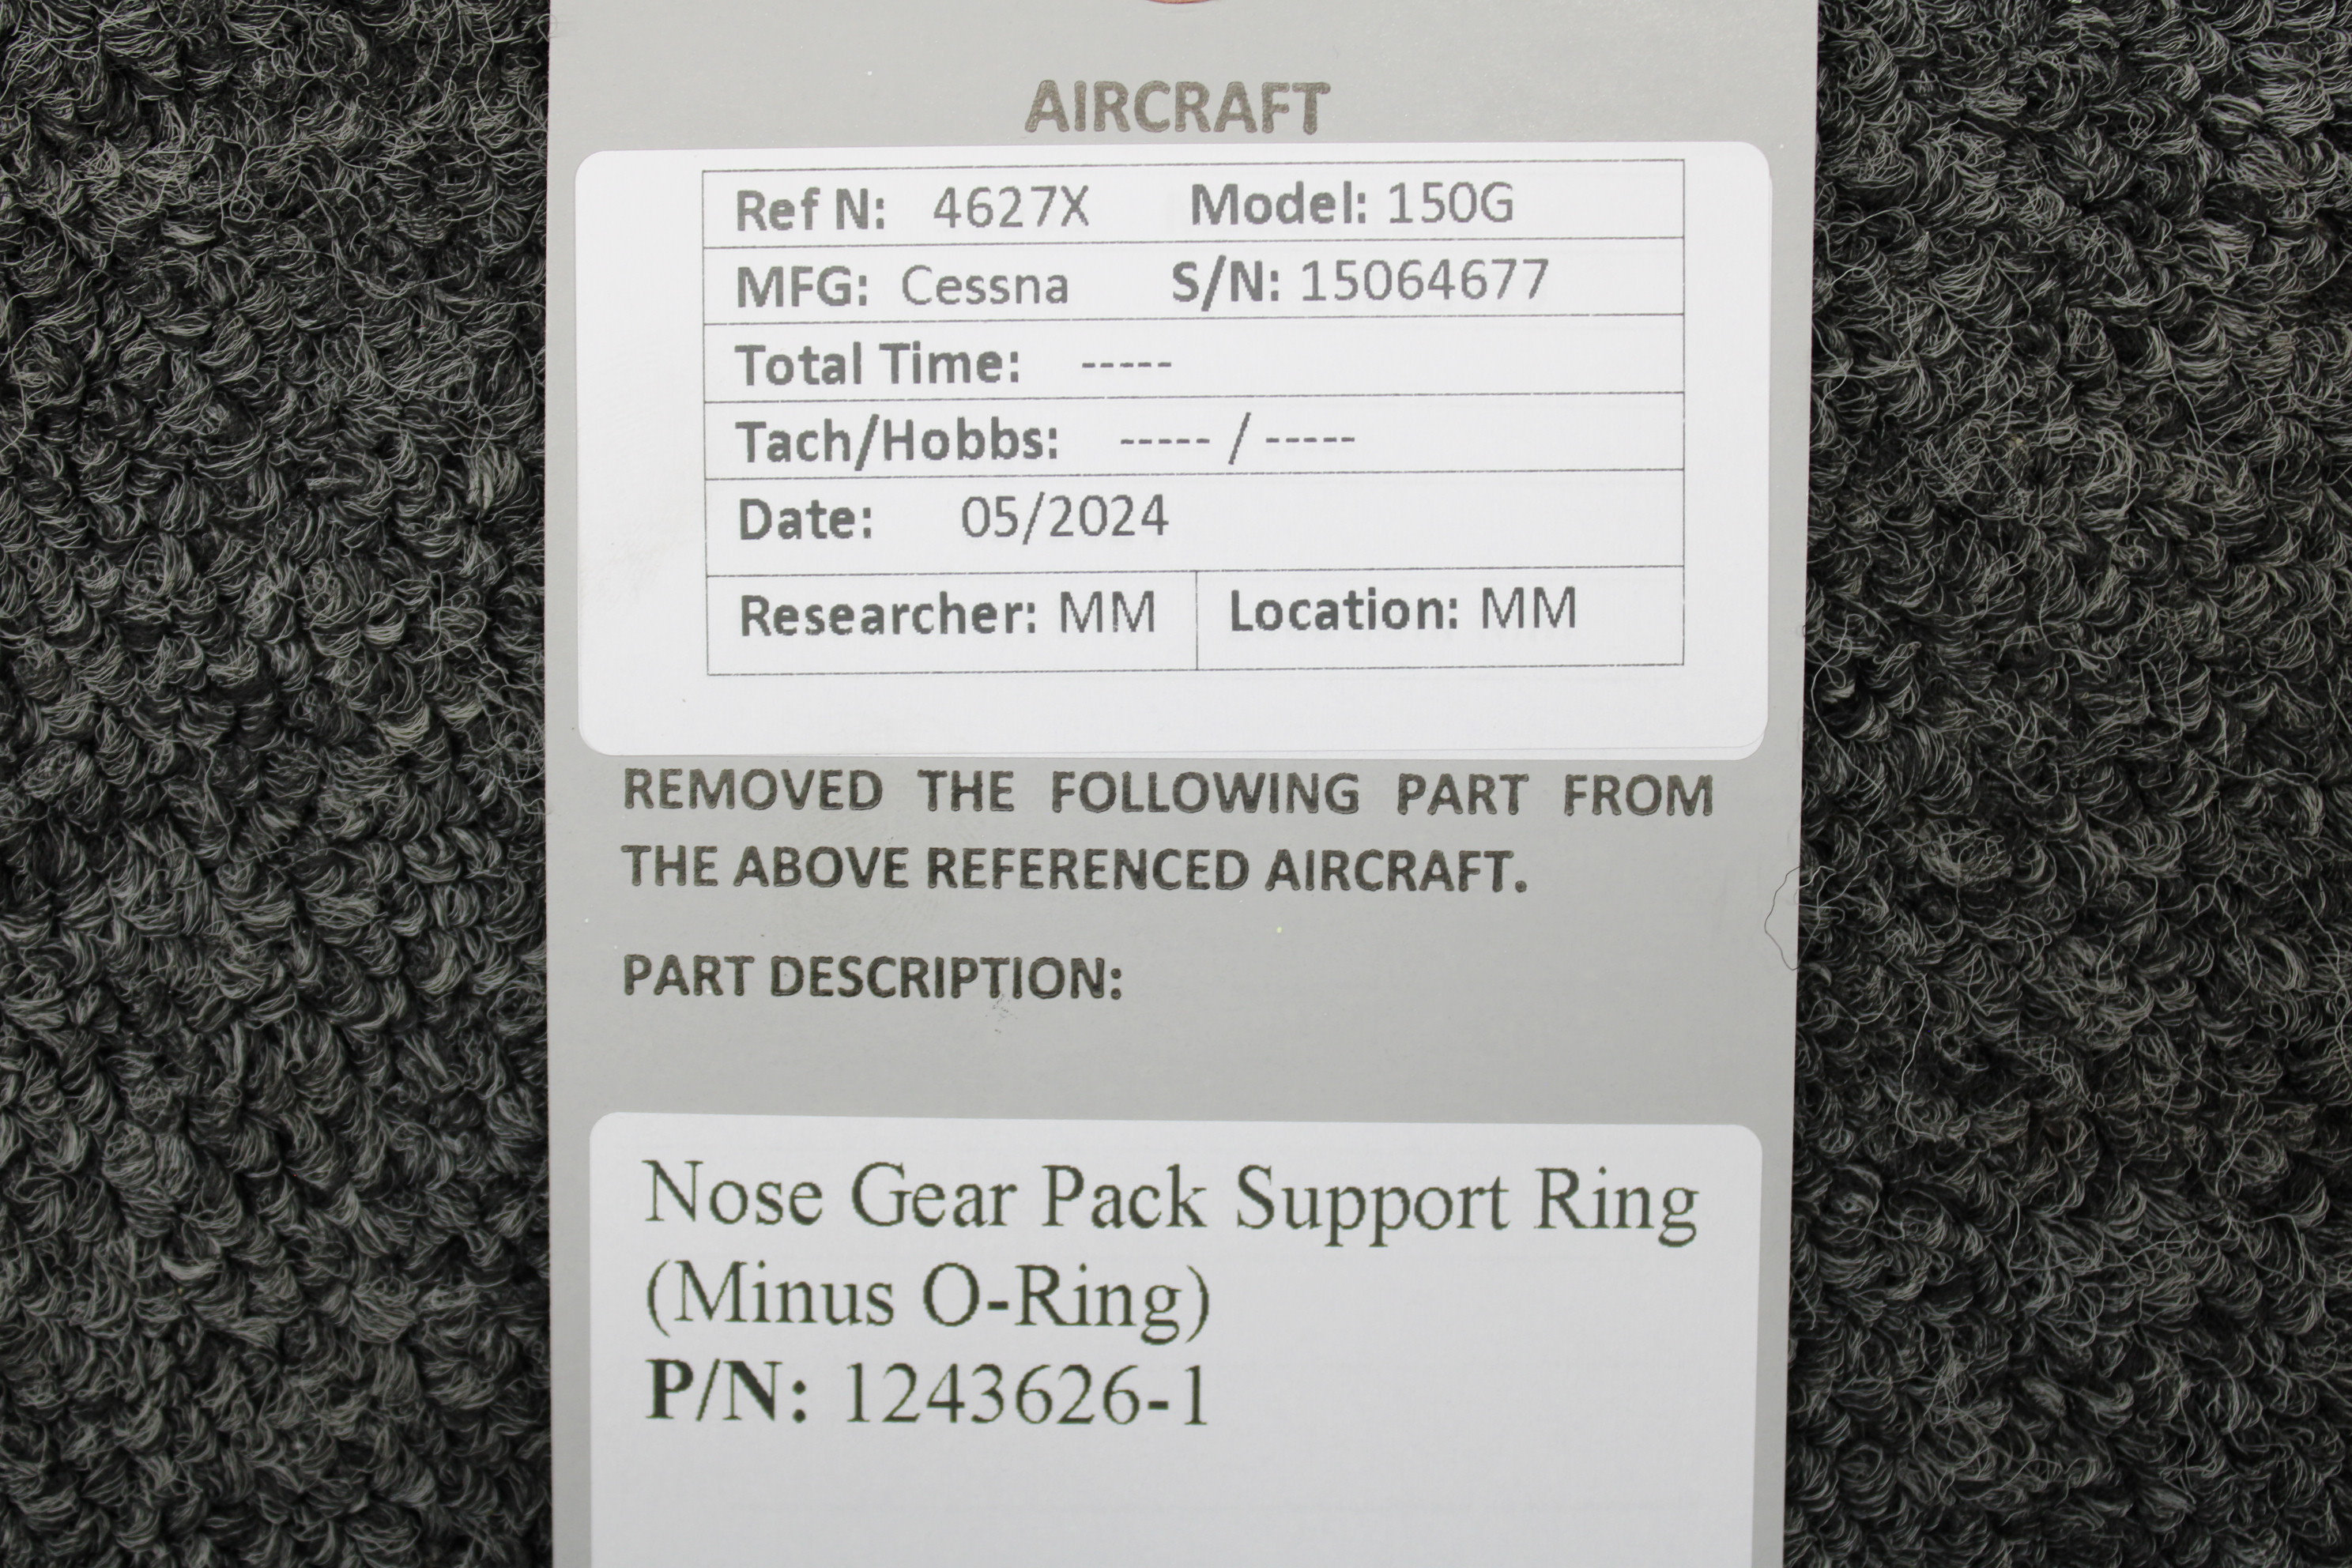 AIRCRAFT
Ref N: 4627X Model: 150G
MFG: Cessna S/N: 15064677
Total Time: -----
Tach/Hobbs: ----- / -----
Date: 05/2024
Researcher: MM Location: MM
REMOVED THE FOLLOWING PART FROM
THE ABOVE REFERENCED AIRCRAFT.
PART DESCRIPTION:
Nose Gear Pack Support Ring
(Minus O-Ring)
P/N: 1243626-1